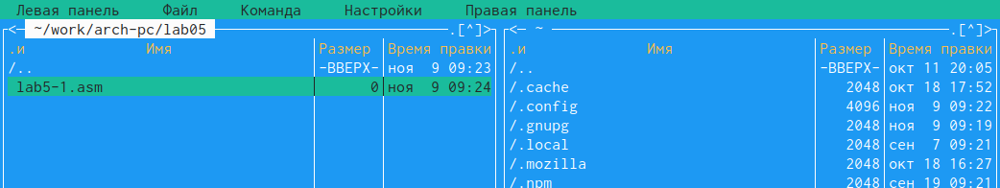 Левая панель Файл Команда Настройки Правая панель
<─ ~/work/arch-pc/lab05 ─.[^]> <─ ~ ─.[^]>
.и Имя Размер Время правки .и Имя Размер Время правки
/.. -ВВЕРХ- ноя 9 09:23 /.. -ВВЕРХ- окт 11 20:05
lab5-1.asm 0 ноя 9 09:24 /.cache 2048 окт 18 17:52
/.config 4096 ноя 9 09:22
/.gnupg 2048 ноя 9 09:19
/.local 2048 сен 7 09:21
/.mozilla 2048 окт 18 16:27
/.npm 2048 сен 19 09:21